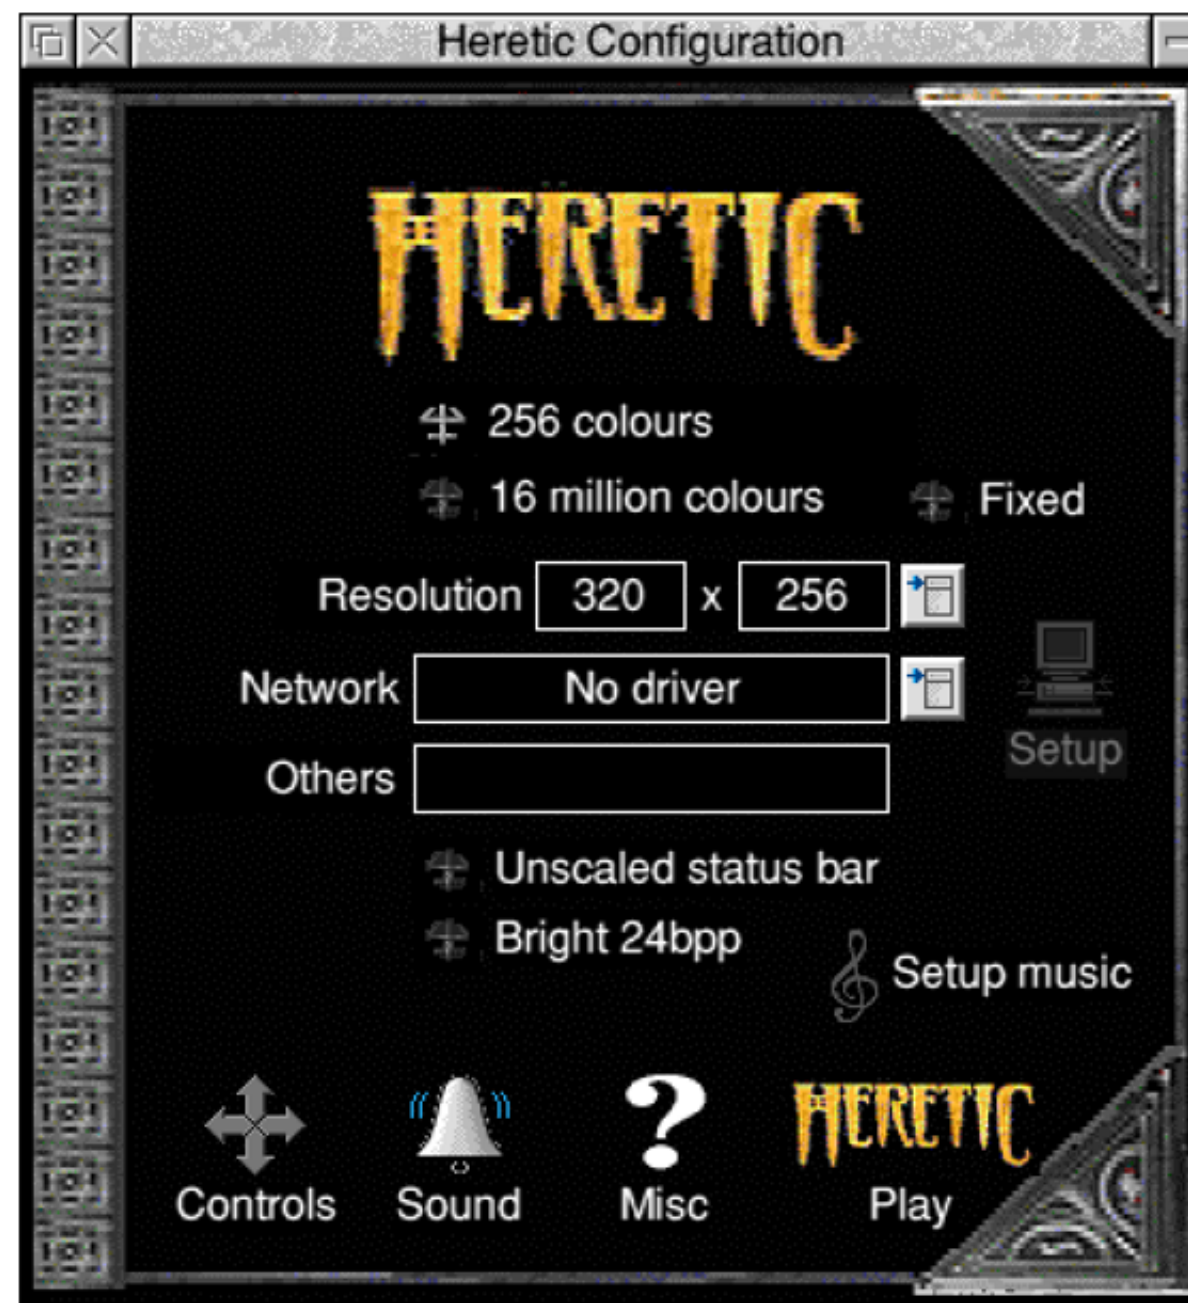 Heretic Configuration
HERETIC
256 colours
16 million colours Fixed
Resolution 320 x 256
Network No driver
Setup
Others
Unscaled status bar
Bright 24bpp
Setup music
HERETIC
Controls Sound Misc Play